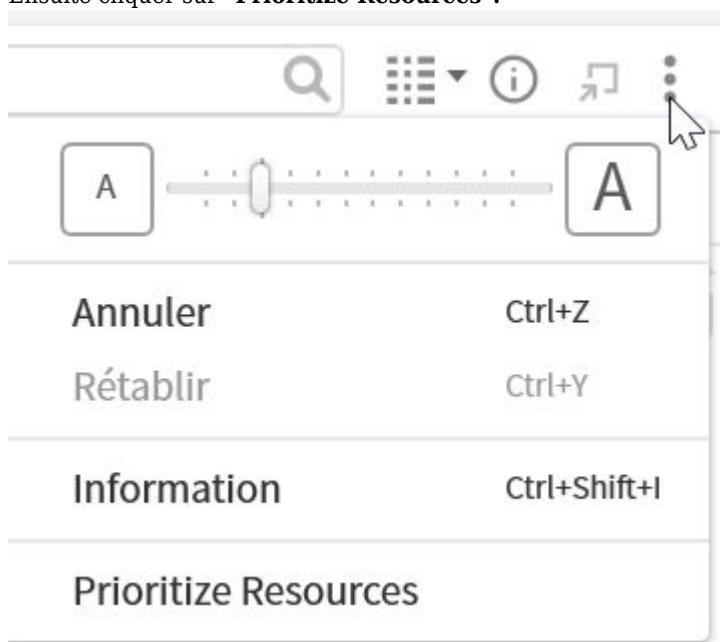 Ensuite cliquer sur "Prioritize Resources".
A A
Annuler Ctrl+Z
Rétablir Ctrl+Y
Information Ctrl+Shift+I
Prioritize Resources